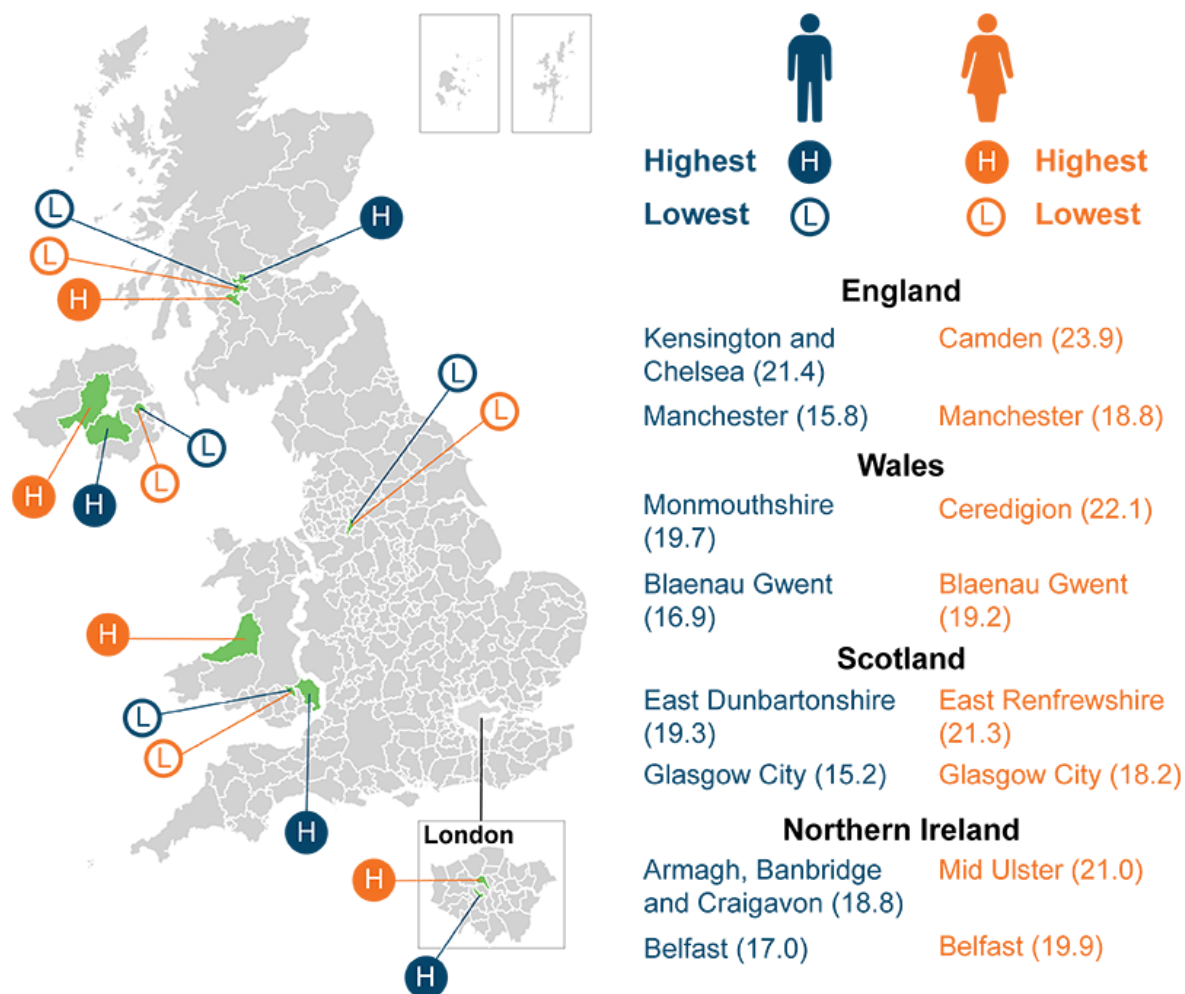 Highest H H Highest
Lowest L L Lowest
England
Kensington and
Chelsea (21.4)
Camden (23.9)
Manchester (15.8)
Manchester (18.8)
Wales
Monmouthshire
(19.7)
Ceredigion (22.1)
Blaenau Gwent
(16.9)
Blaenau Gwent
(19.2)
Scotland
East Dunbartonshire
(19.3)
East Renfrewshire
(21.3)
Glasgow City (15.2)
Glasgow City (18.2)
Northern Ireland
Armagh, Banbridge
and Craigavon (18.8)
Mid Ulster (21.0)
Belfast (17.0)
Belfast (19.9)
L
H
L
H
L
L
L
L
H
H
H
L
L
H
London
H
H